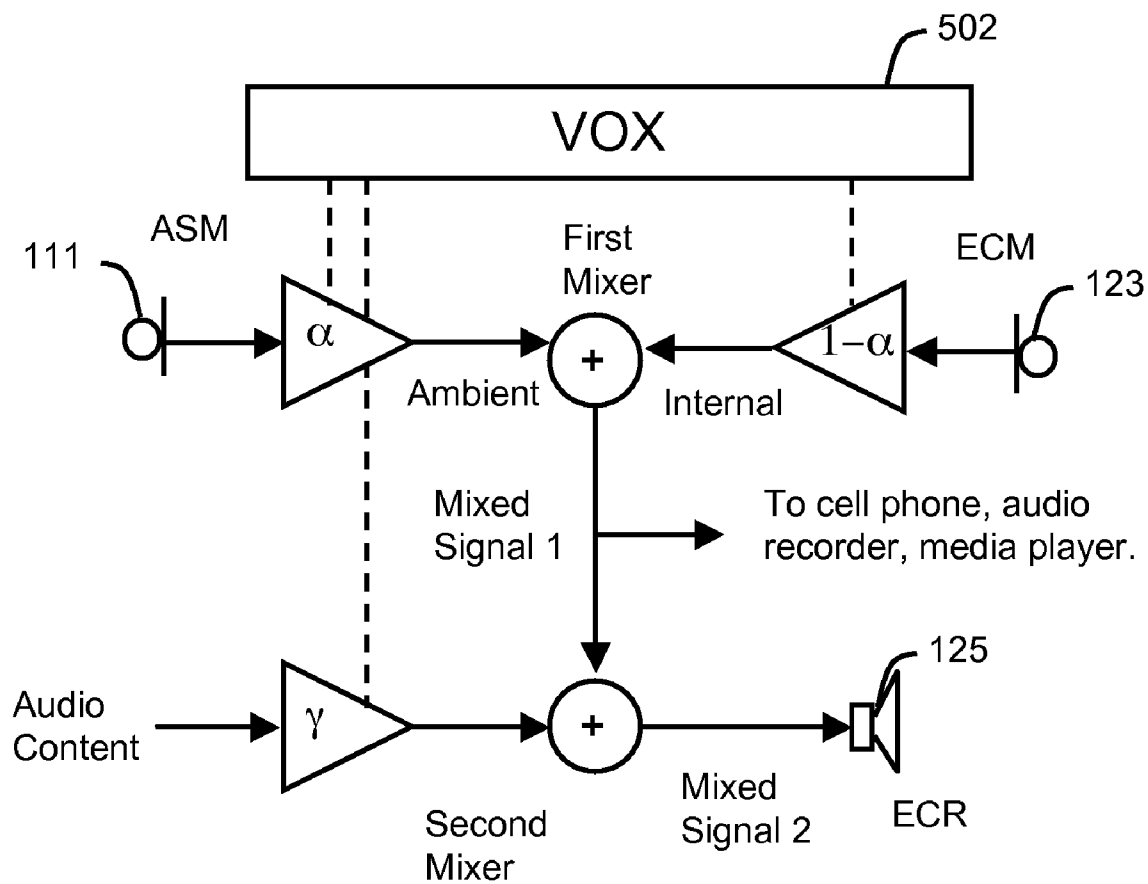 502
VOX
ASM
First
Mixer
ECM
111
123
α
+
1−α
Ambient
Internal
Mixed
Signal 1
To cell phone, audio
recorder, media player.
125
Audio
Content
γ
+
Second
Mixer
Mixed
Signal 2
ECR